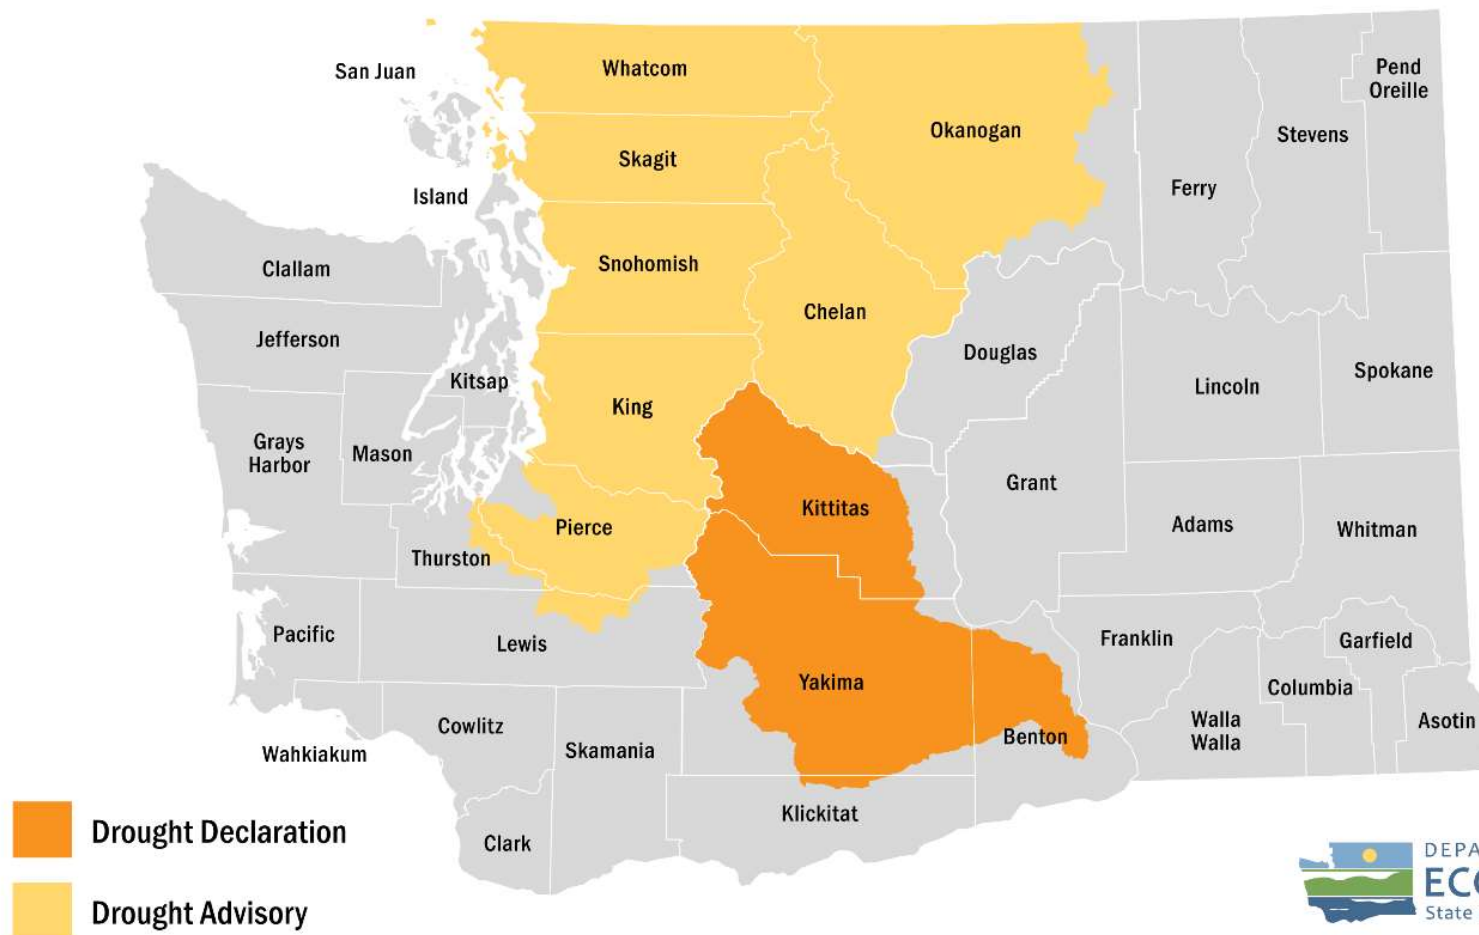 San Juan
Whatcom
Pend
Oreille
Okanogan
Stevens
Skagit
Ferry
Island
Snohomish
Clallam
Chelan
Jefferson
Douglas
Spokane
Kitsap
Lincoln
King
Grays
Harbor
Mason
Grant
Kittitas
Adams
Pierce
Whitman
Thurston
Pacific
Lewis
Franklin
Garfield
Yakima
Columbia
Asotin
Walla
Walla
Cowlitz
Benton
Skamania
Wahkiakum
Klickitat
Clark
Drought Declaration
Drought Advisory
State